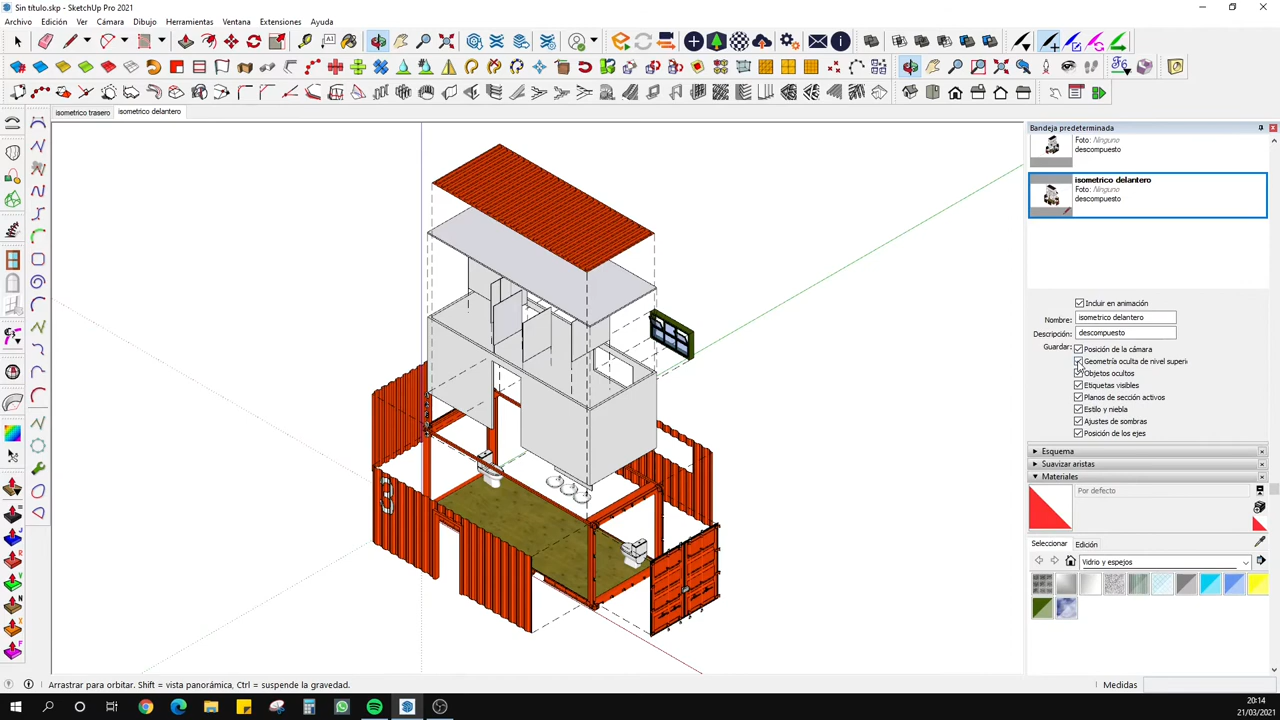 Sin título.skp - SketchUp Pro 2021
Archivo Edición Ver Cámara Dibujo Herramientas Ventana Extensiones Ayuda
isometrico trasero
isometrico delantero
Bandeja predeterminada
Foto: Ninguno
descompuesto
isometrico delantero
Foto: Ninguno
descompuesto
Incluir en animación
Nombre: isometrico delantero
Descripción: descompuesto
Guardar: Posición de la cámara
Geometría oculta de nivel superi
Objetos ocultos
Etiquetas visibles
Planos de sección activos
Estilo y niebla
Ajustes de sombras
Posición de los ejes
Esquema
Suavizar aristas
Materiales
Por defecto
Seleccionar Edición
Vidrio y espejos
Arrastrar para orbitar. Shift = vista panorámica, Ctrl = suspende la gravedad.
Medidas
20:14
21/03/2021